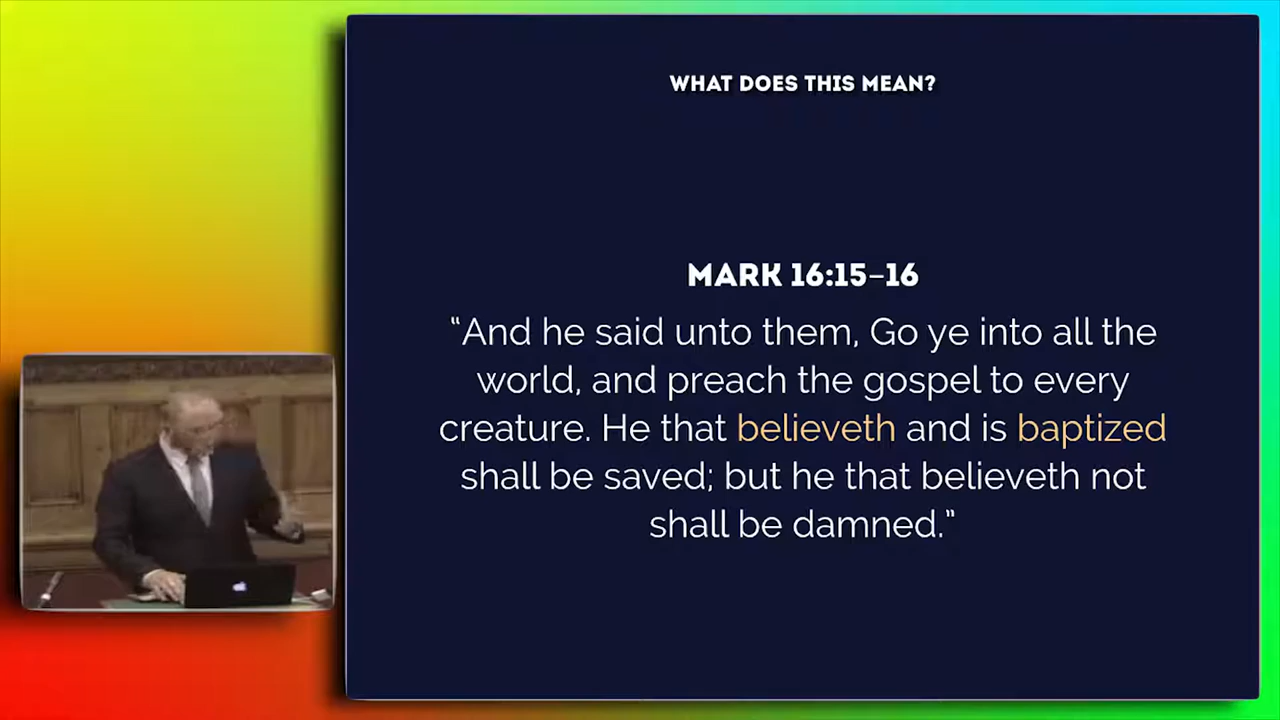 WHAT DOES THIS MEAN?
MARK 16:15–16
“And he said unto them, Go ye into all the
world, and preach the gospel to every
creature. He that believeth and is baptized
shall be saved; but he that believeth not
shall be damned.”